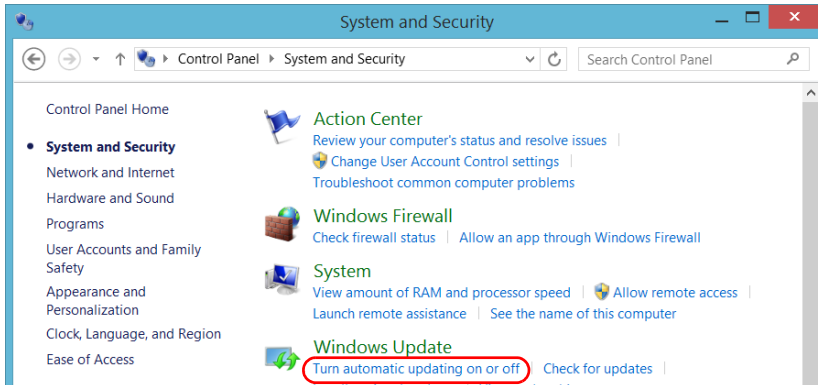 System and Security
Control Panel System and Security Search Control Panel
Control Panel Home
System and Security
Network and Internet
Hardware and Sound
Programs
User Accounts and Family
Safety
Appearance and
Personalization
Clock, Language, and Region
Ease of Access
Action Center
Review your computer's status and resolve issues
Change User Account Control settings
Troubleshoot common computer problems
Windows Firewall
Check firewall status Allow an app through Windows Firewall
System
View amount of RAM and processor speed Allow remote access
Launch remote assistance See the name of this computer
Windows Update
Turn automatic updating on or off Check for updates